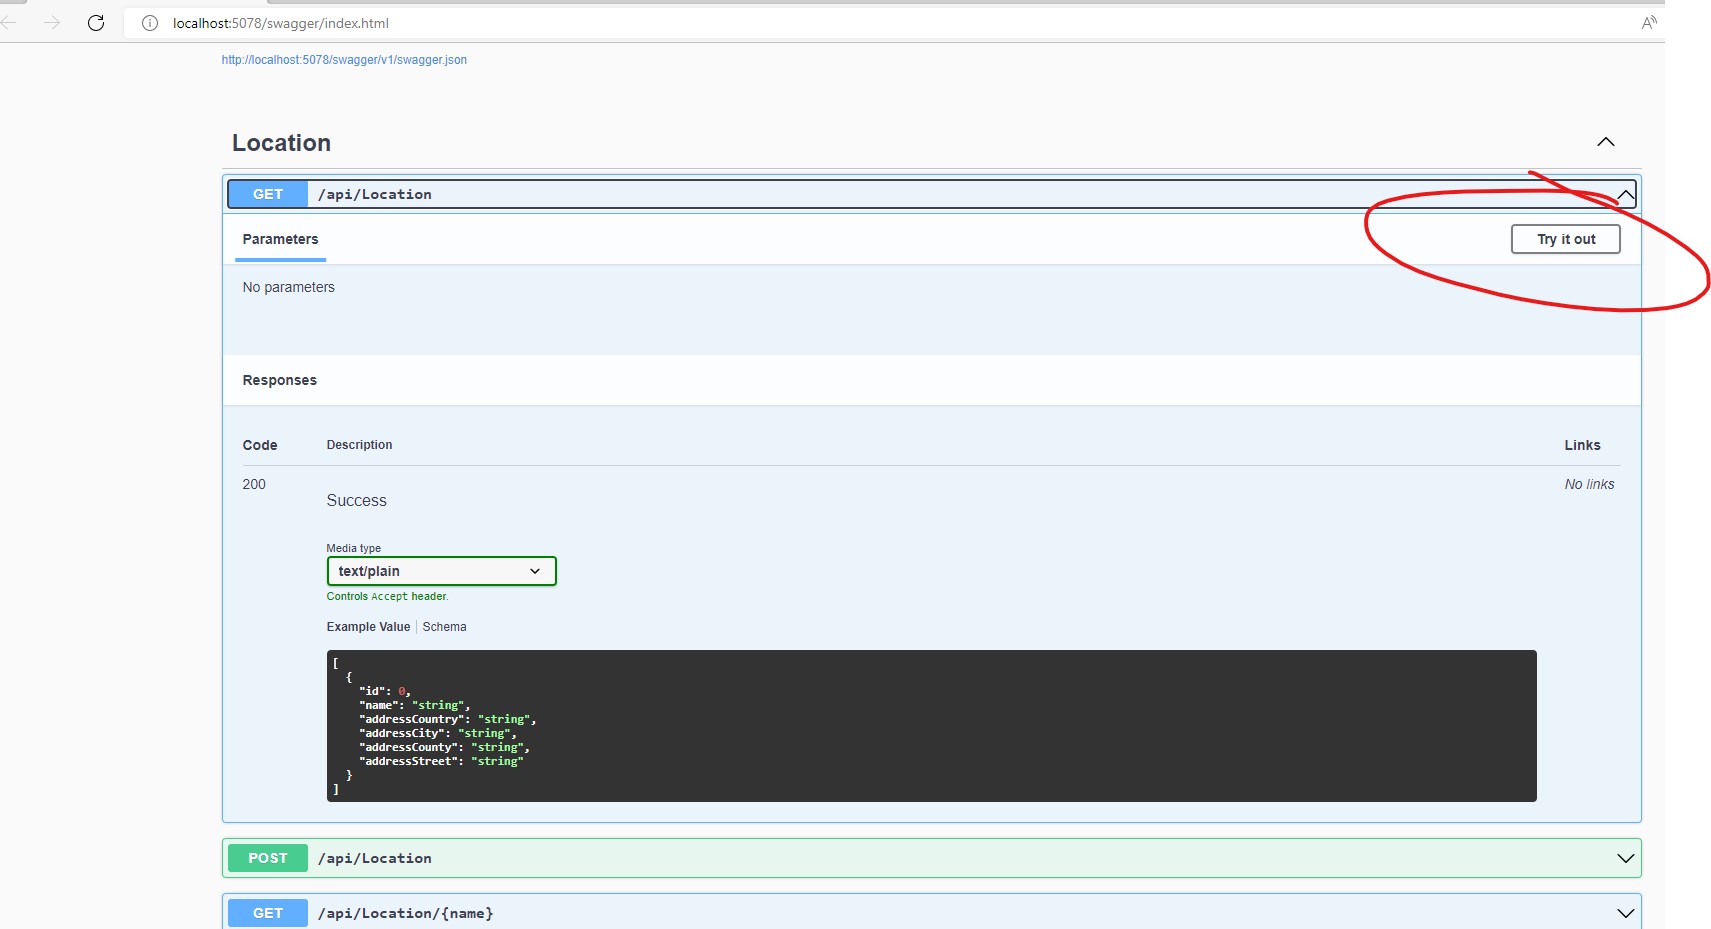 localhost:5078/swagger/index.html
http://localhost:5078/swagger/v1/swagger.json
Location
GET /api/Location
Parameters
Try it out
No parameters
Responses
Code Description Links
200 Success No links
Media type
text/plain
Controls Accept header.
Example Value Schema
[
{
"id": 0,
"name": "string",
"addressCountry": "string",
"addressCity": "string",
"addressCounty": "string",
"addressStreet": "string"
}
]
POST /api/Location
GET /api/Location/{name}